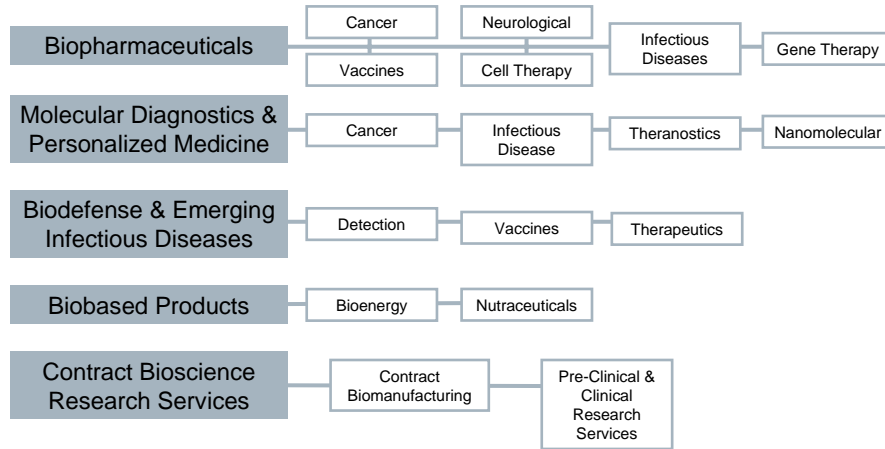 Biopharmaceuticals
Cancer
Neurological
Vaccines
Cell Therapy
Infectious
Diseases
Gene Therapy
Molecular Diagnostics &
Personalized Medicine
Cancer
Infectious
Disease
Theranostics
Nanomolecular
Biodefense & Emerging
Infectious Diseases
Detection
Vaccines
Therapeutics
Biobased Products
Bioenergy
Nutraceuticals
Contract Bioscience
Research Services
Contract
Biomanufacturing
Pre-Clinical &
Clinical
Research
Services